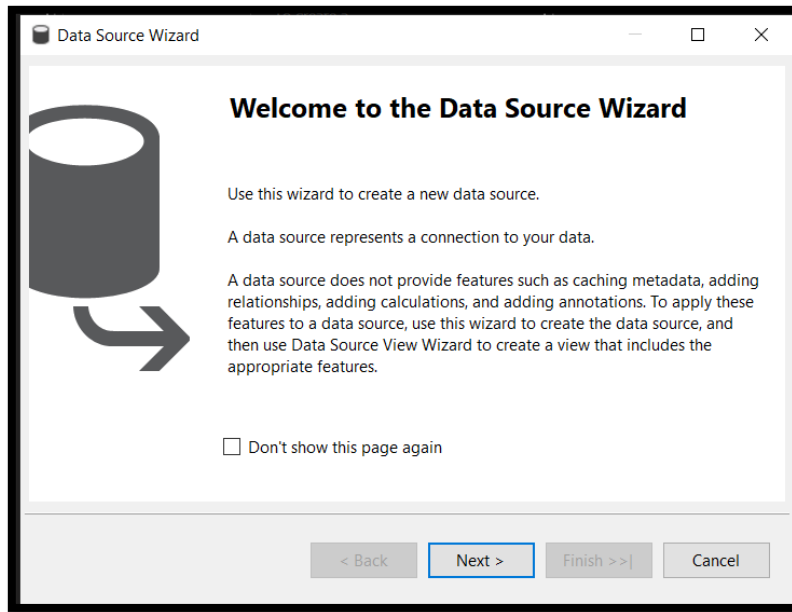 Data Source Wizard
Welcome to the Data Source Wizard
Use this wizard to create a new data source.
A data source represents a connection to your data.
A data source does not provide features such as caching metadata, adding
relationships, adding calculations, and adding annotations. To apply these
features to a data source, use this wizard to create the data source, and
then use Data Source View Wizard to create a view that includes the
appropriate features.
Don't show this page again
< Back Next > Finish >>| Cancel